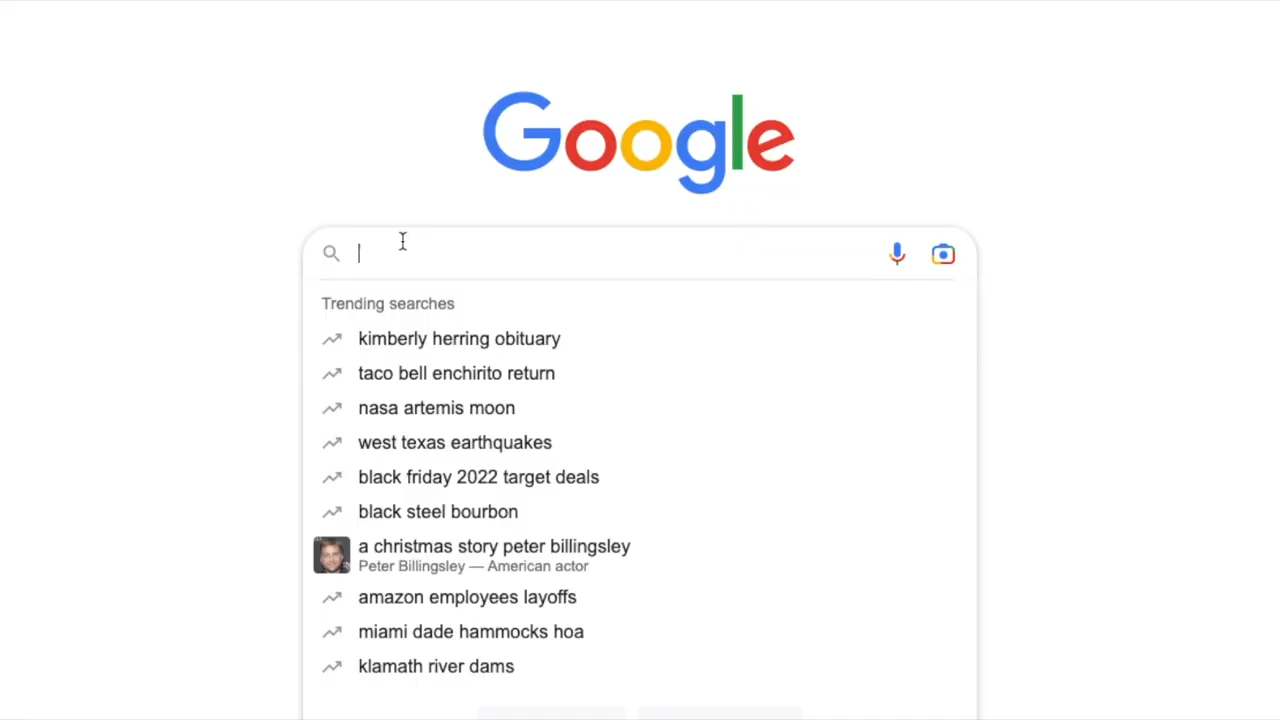 Google
Trending searches
kimberly herring obituary
taco bell enchirito return
nasa artemis moon
west texas earthquakes
black friday 2022 target deals
black steel bourbon
a christmas story peter billingsley
Peter Billingsley — American actor
amazon employees layoffs
miami dade hammocks hoa
klamath river dams